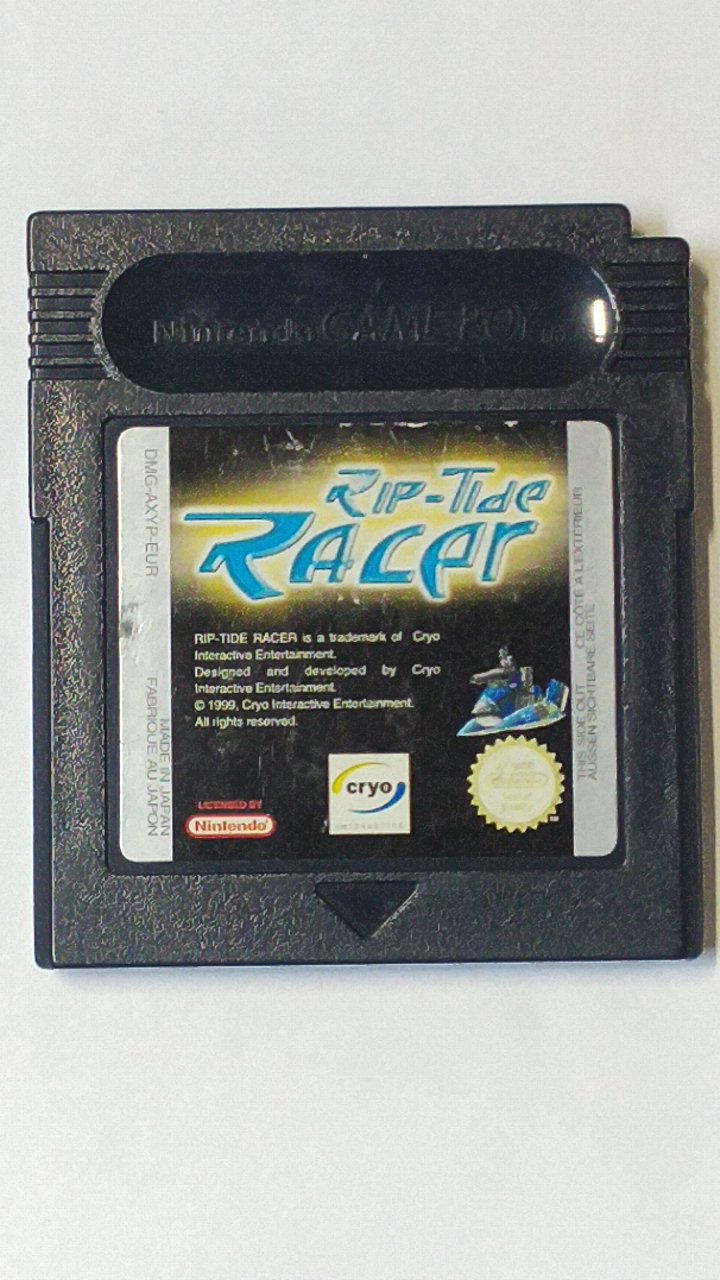 Nintendo GAME BOY
DMG-AXYP-EUR
MADE IN JAPAN
FABRIQUE AU JAPON
RIP-TIDE
RACER
RIP-TIDE RACER is a trademark of Cryo
Interactive Entertainment.
Designed and developed by Cryo
Interactive Entertainment.
© 1999, Cryo Interactive Entertainment.
All rights reserved.
LICENSED BY
Nintendo
cryo
INTERACTIVE
THIS SIDE OUT CE CÔTÉ A L'EXTÉRIEUR
AUSSEN SICHTBARE SEITE